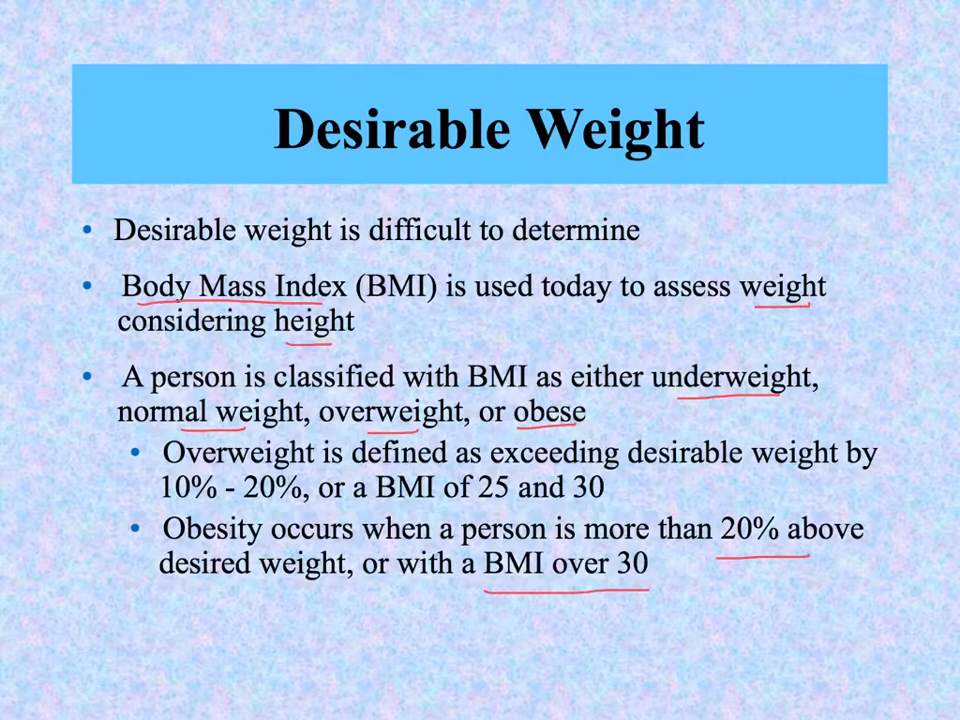 Desirable Weight
• Desirable weight is difficult to determine
• Body Mass Index (BMI) is used today to assess weight
considering height
• A person is classified with BMI as either underweight,
normal weight, overweight, or obese
• Overweight is defined as exceeding desirable weight by
10% - 20%, or a BMI of 25 and 30
• Obesity occurs when a person is more than 20% above
desired weight, or with a BMI over 30